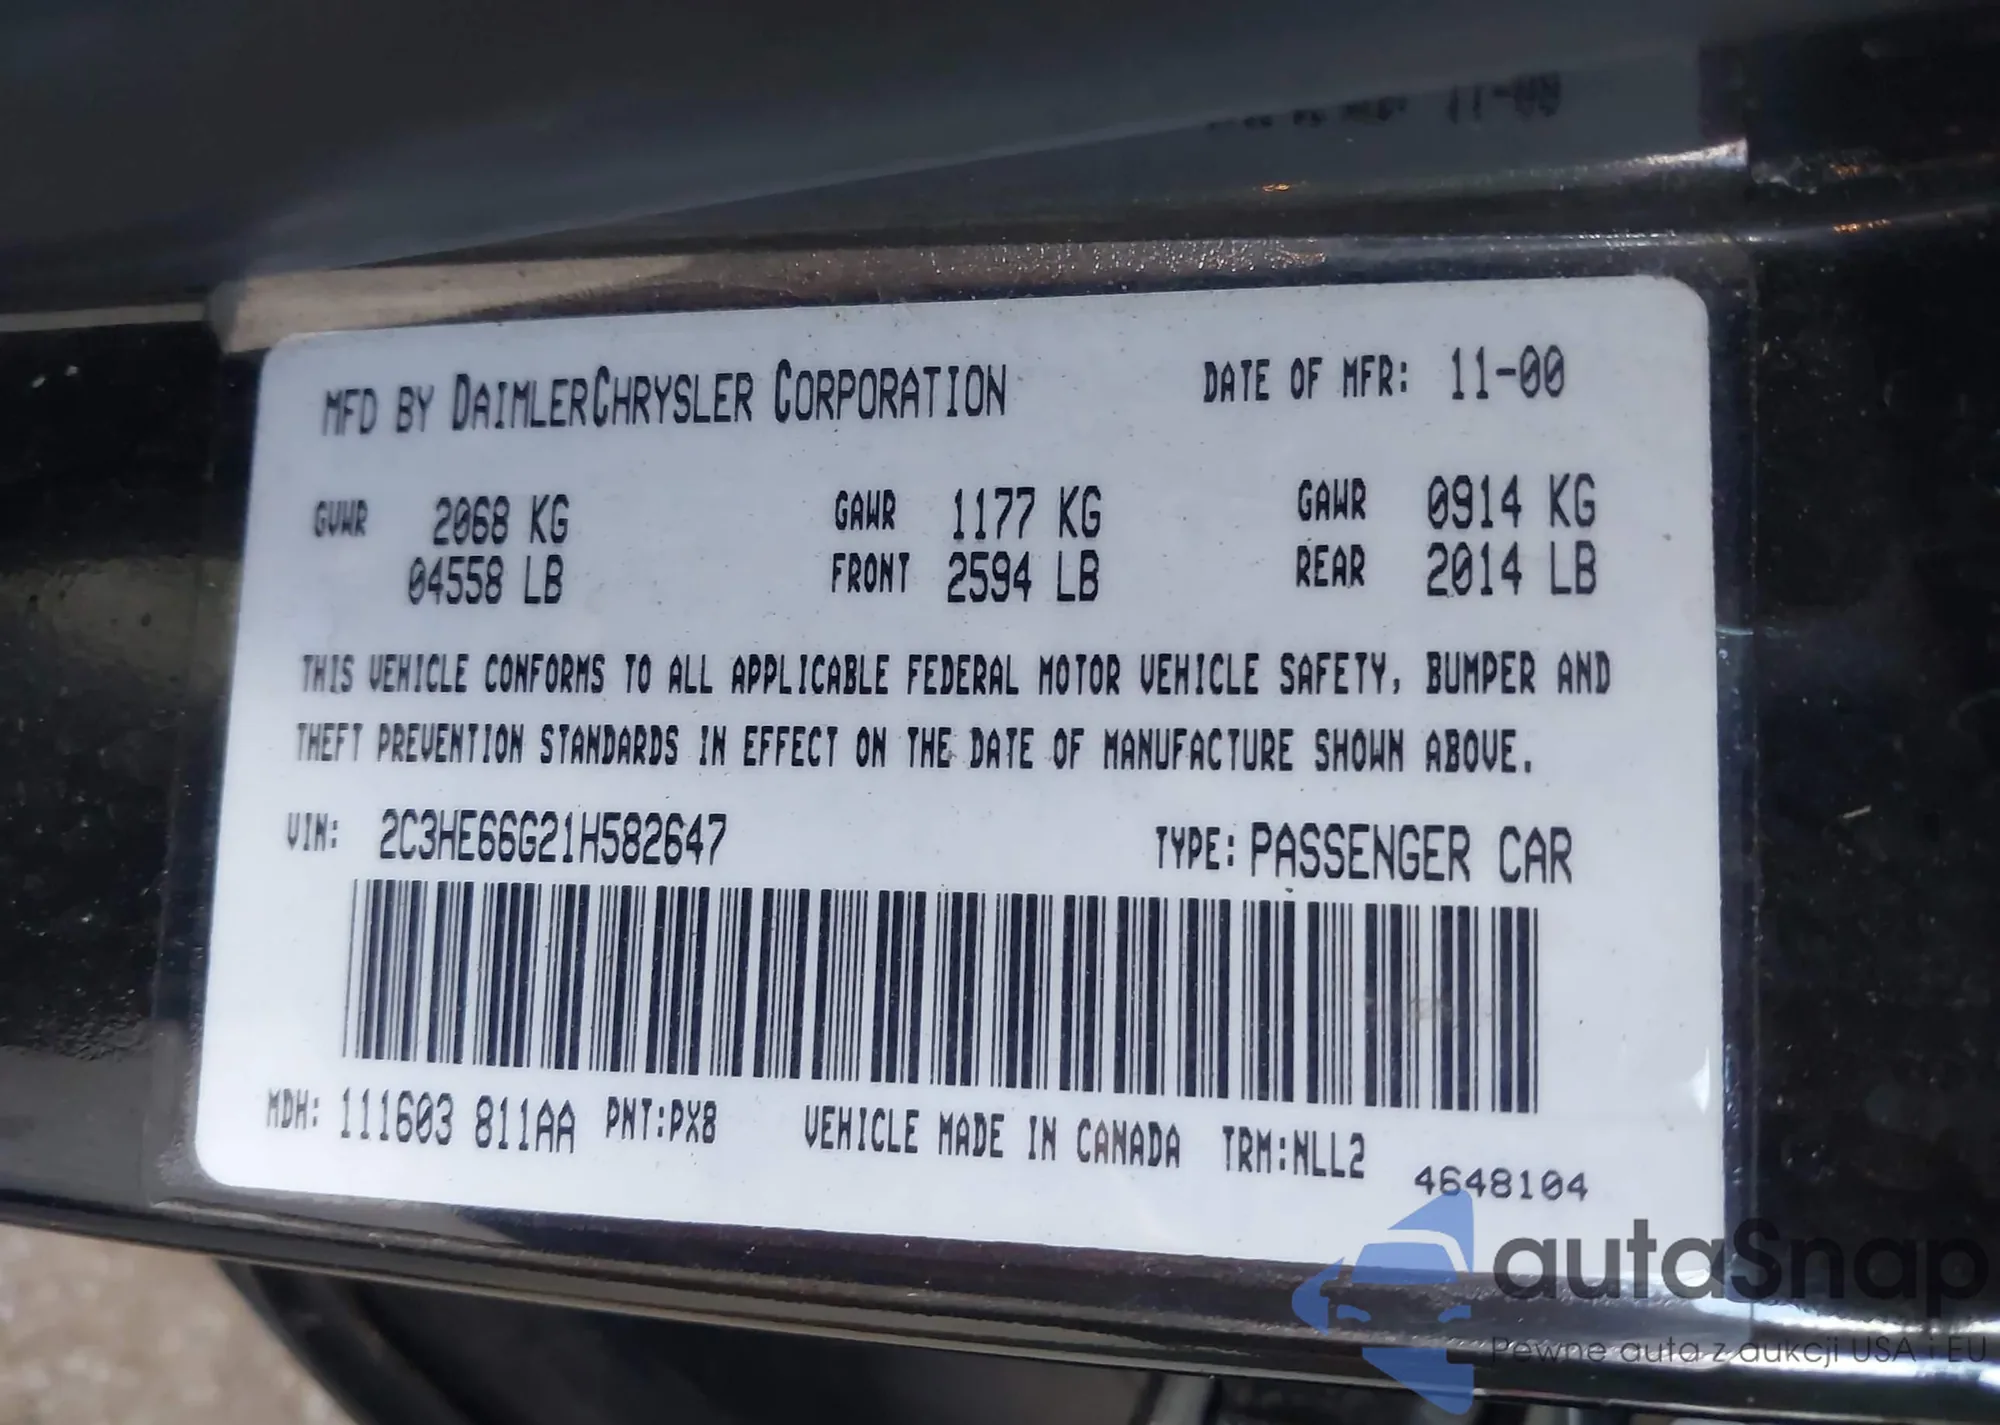 11-00
MFD BY DAIMLERCHRYSLER CORPORATION DATE OF MFR: 11-00
GVWR 2068 KG GAWR 1177 KG GAWR 0914 KG
04558 LB FRONT 2594 LB REAR 2014 LB
THIS VEHICLE CONFORMS TO ALL APPLICABLE FEDERAL MOTOR VEHICLE SAFETY, BUMPER AND
THEFT PREVENTION STANDARDS IN EFFECT ON THE DATE OF MANUFACTURE SHOWN ABOVE.
VIN: 2C3HE66G21H582647 TYPE: PASSENGER CAR
MDH: 111603 811AA PNT:PX8 VEHICLE MADE IN CANADA TRM:NLL2 4648104
autaSnap
Pewne auta z aukcji USA i EU